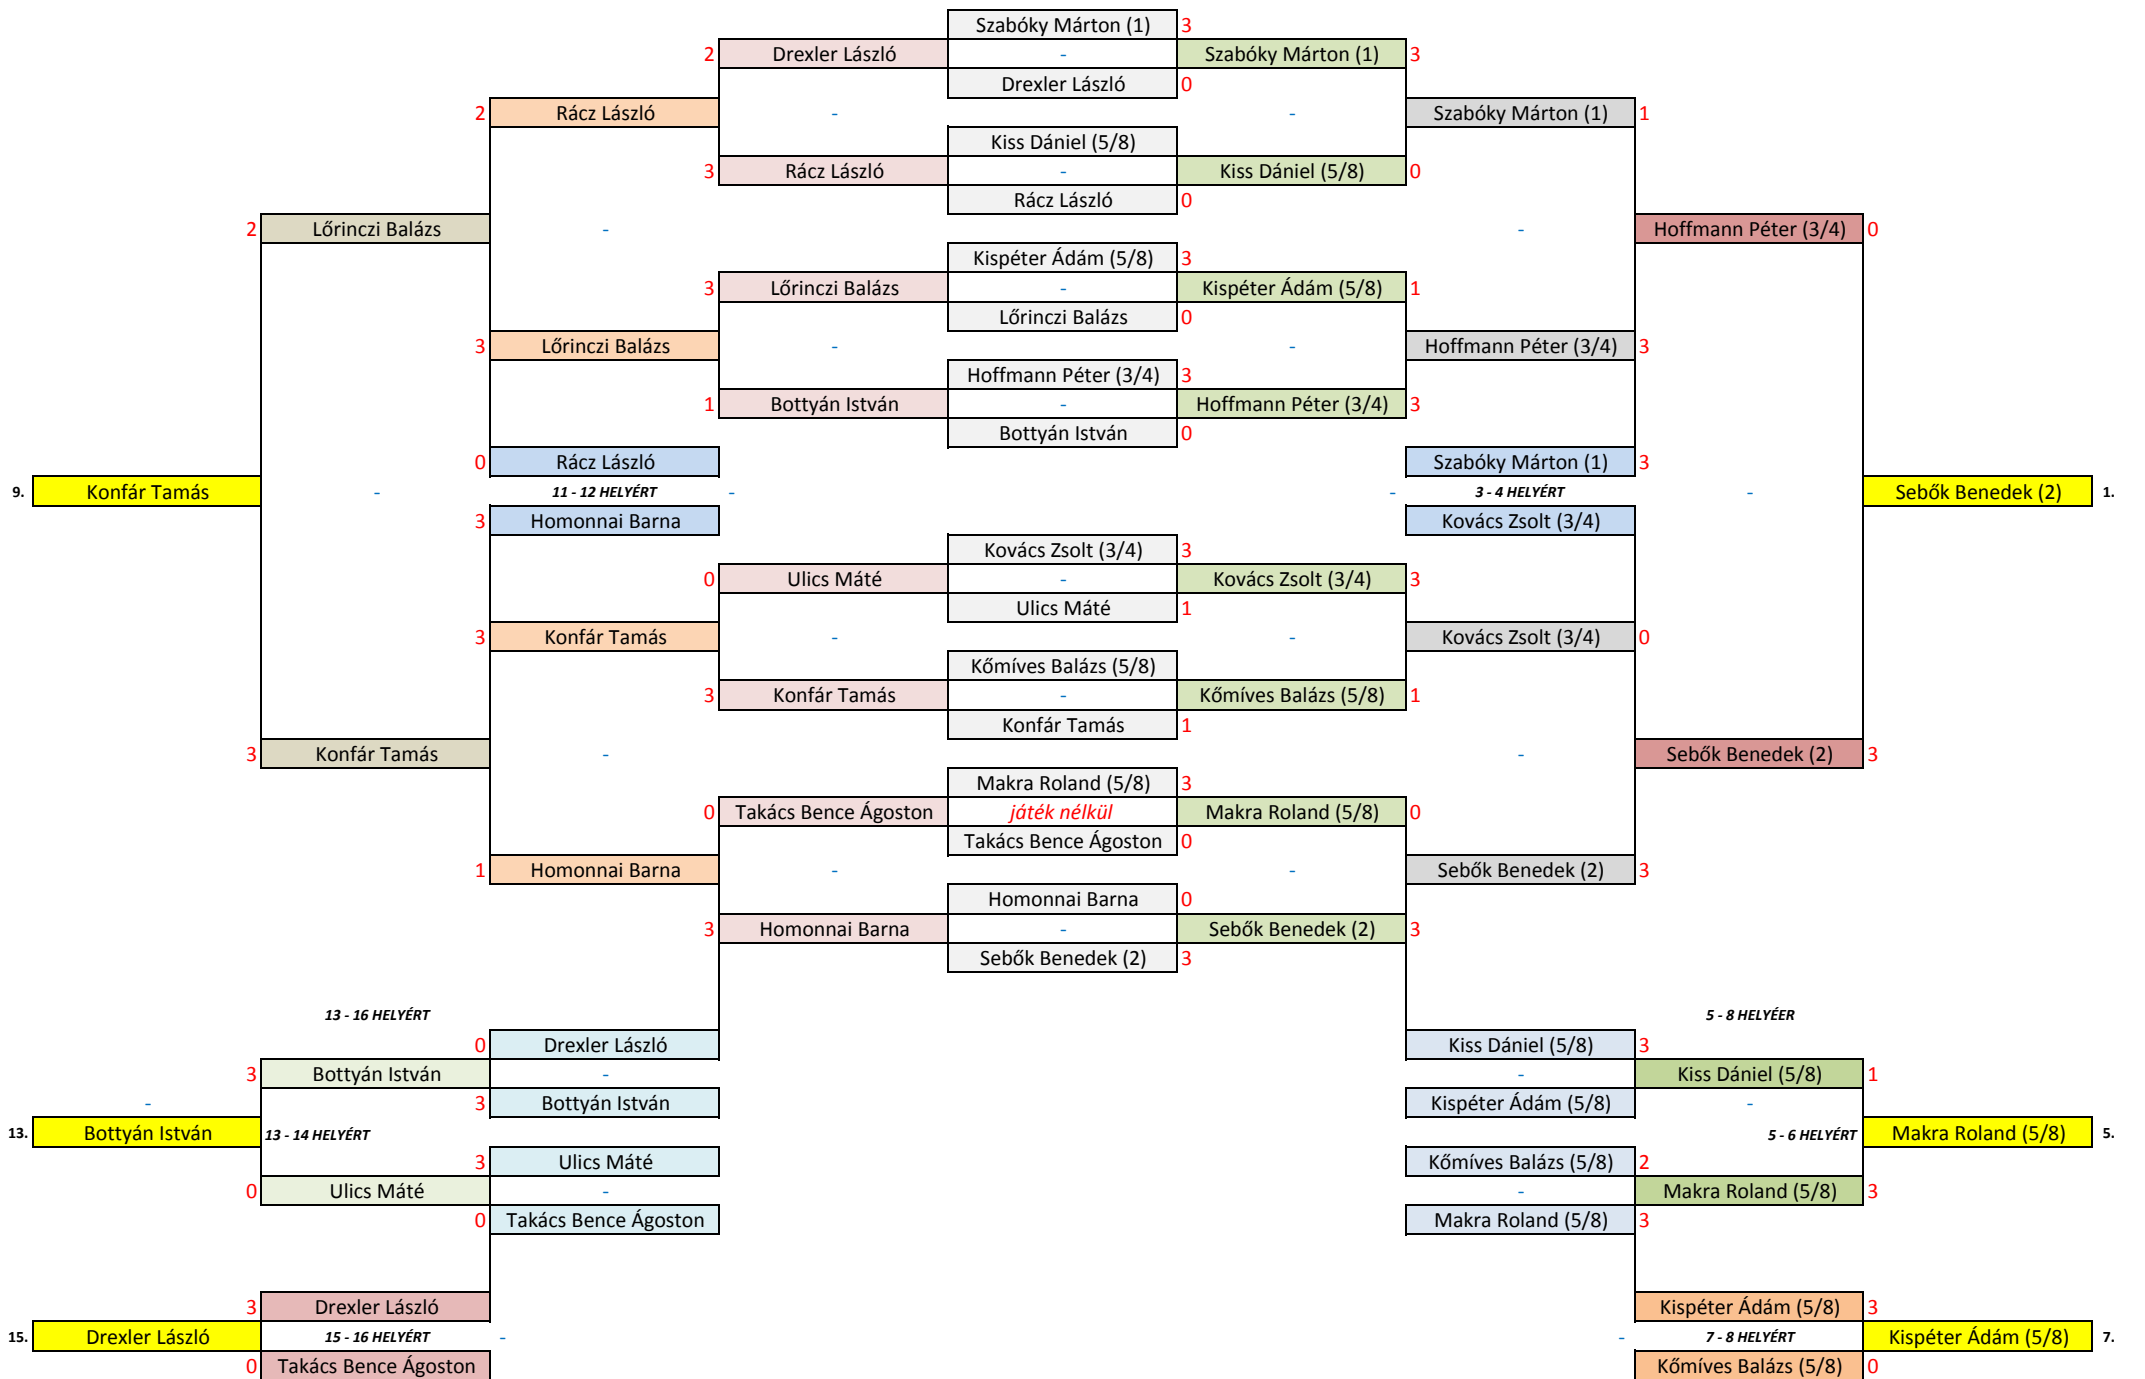 Szabóky Márton (1) 3
2 Drexler László - Szabóky Márton (1) 3
Drexler László 0
2 Rácz László - - Szabóky Márton (1) 1
Kiss Dániel (5/8)
3 Rácz László - Kiss Dániel (5/8) 0
Rácz László 0
2 Lőrinczi Balázs - - Hoffmann Péter (3/4) 0
Kispéter Ádám (5/8) 3
3 Lőrinczi Balázs - Kispéter Ádám (5/8) 1
Lőrinczi Balázs 0
3 Lőrinczi Balázs - - Hoffmann Péter (3/4) 3
Hoffmann Péter (3/4) 3
1 Bottyán István - Hoffmann Péter (3/4) 3
Bottyán István 0
0 Rácz László Szabóky Márton (1) 3
9. Konfár Tamás - 11 - 12 HELYÉRT - - 3 - 4 HELYÉRT - Sebők Benedek (2) 1.
3 Homonnai Barna Kovács Zsolt (3/4)
Kovács Zsolt (3/4) 3
0 Ulics Máté - Kovács Zsolt (3/4) 3
Ulics Máté 1
3 Konfár Tamás - - Kovács Zsolt (3/4) 0
Kőmíves Balázs (5/8)
3 Konfár Tamás - Kőmíves Balázs (5/8) 1
Konfár Tamás 1
3 Konfár Tamás - - Sebők Benedek (2) 3
Makra Roland (5/8) 3
0 Takács Bence Ágoston játék nélkül Makra Roland (5/8) 0
Takács Bence Ágoston 0
1 Homonnai Barna - - Sebők Benedek (2) 3
Homonnai Barna 0
3 Homonnai Barna - Sebők Benedek (2) 3
Sebők Benedek (2) 3
13 - 16 HELYÉRT 5 - 8 HELYÉER
0 Drexler László Kiss Dániel (5/8) 3
3 Bottyán István - - Kiss Dániel (5/8) 1
- 3 Bottyán István Kispéter Ádám (5/8) -
13. Bottyán István 13 - 14 HELYÉRT 5 - 6 HELYÉRT Makra Roland (5/8) 5.
3 Ulics Máté Kőmíves Balázs (5/8) 2
0 Ulics Máté - - Makra Roland (5/8) 3
0 Takács Bence Ágoston Makra Roland (5/8) 3
3 Drexler László Kispéter Ádám (5/8) 3
15. Drexler László 15 - 16 HELYÉRT - - 7 - 8 HELYÉRT Kispéter Ádám (5/8) 7.
0 Takács Bence Ágoston Kőmíves Balázs (5/8) 0